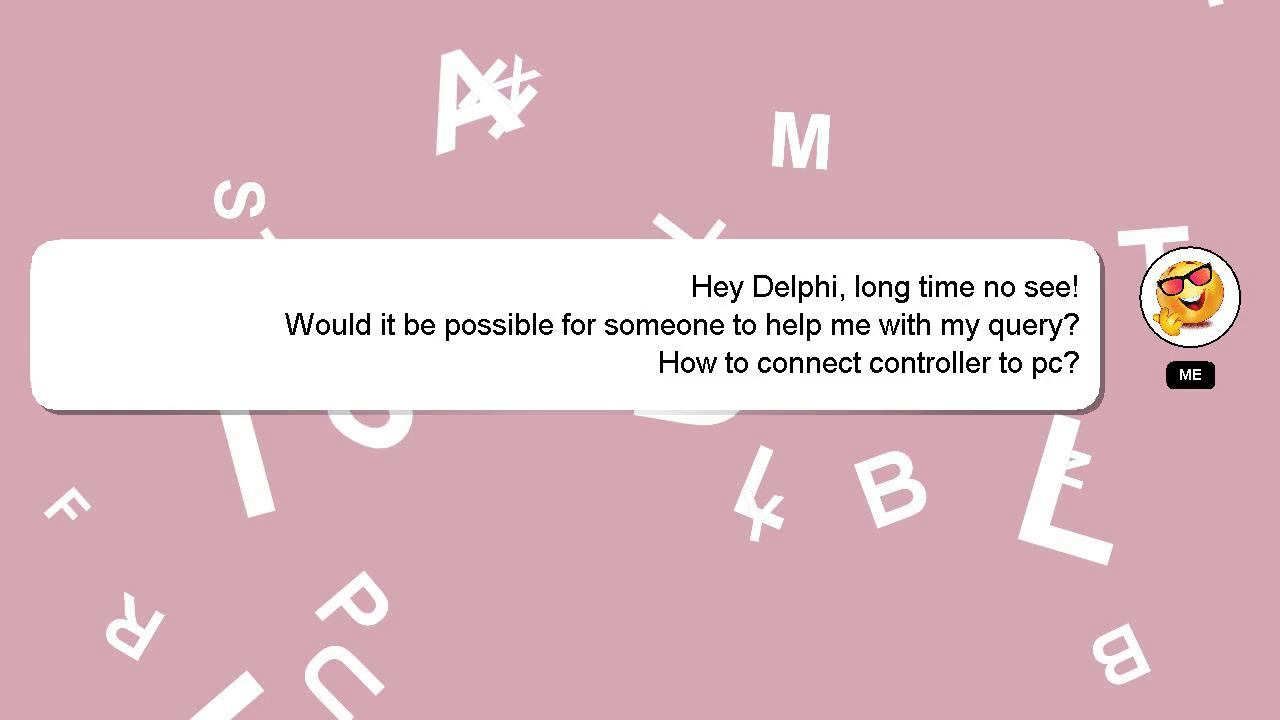 Hey Delphi, long time no see!
Would it be possible for someone to help me with my query?
How to connect controller to pc?
ME
A
M
S
T
B
L
F
R
P
U
B